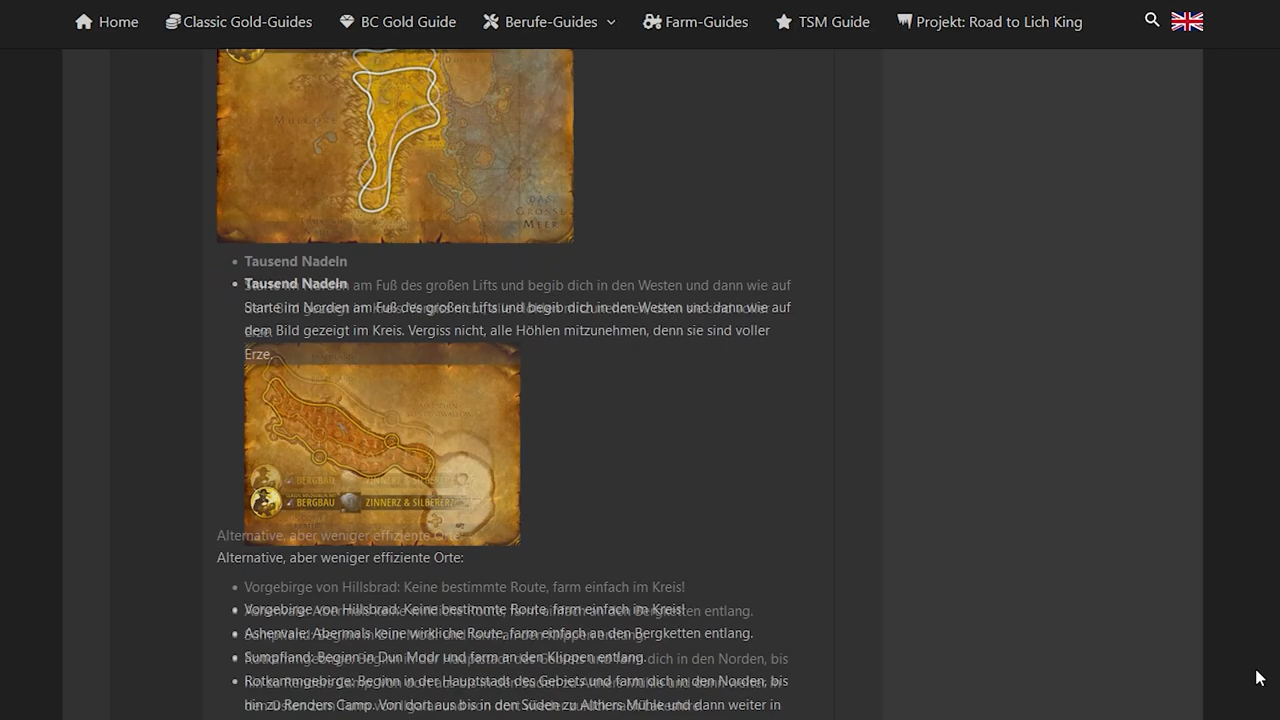 Home Classic Gold-Guides BC Gold Guide Berufe-Guides Farm-Guides TSM Guide Projekt: Road to Lich King
MULGORE
DAS
GROSSE
MEER
Tausend Nadeln
Tausend Nadeln
Starte im Norden am Fuß des großen Lifts und begib dich in den Westen und dann wie auf
dem Bild gezeigt im Kreis. Vergiss nicht, alle Höhlen mitzunehmen, denn sie sind voller
Erze.
BERGBAU ZINNERZ & SILBERERZ
BERGBAU ZINNERZ & SILBERERZ
Alternative, aber weniger effiziente Orte:
Alternative, aber weniger effiziente Orte:
Vorgebirge von Hillsbrad: Keine bestimmte Route, farm einfach im Kreis!
Vorgebirge von Hillsbrad: Keine bestimmte Route, farm einfach im Kreis!
Ashenvale: Abermals keine wirkliche Route, farm einfach an den Bergketten entlang.
Sumpfland: Beginn in Dun Modr und farm an den Klippen entlang.
Rotkammgebirge: Beginn in der Hauptstadt des Gebiets und farm dich in den Norden, bis
hin zu Renders Camp. Von dort aus bis in den Süden zu Althers Mühle und dann weiter in